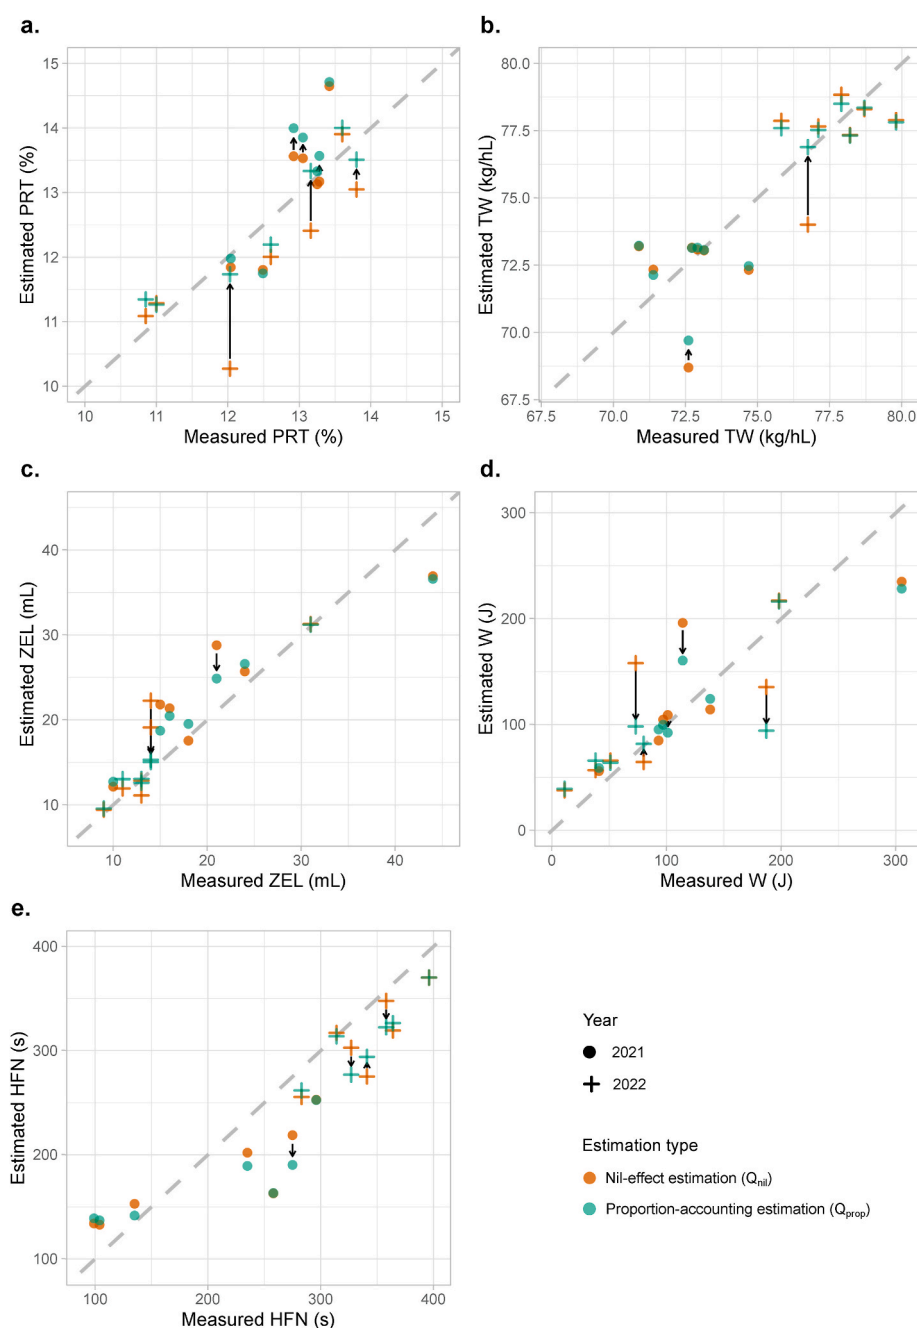 a.
15
14
13
12
11
10
Estimated PRT (%)
10 11 12 13 14 15
Measured PRT (%)
b.
80.0
77.5
75.0
72.5
70.0
67.5
Estimated TW (kg/hL)
67.5 70.0 72.5 75.0 77.5 80.0
Measured TW (kg/hL)
c.
40
30
20
10
Estimated ZEL (mL)
10 20 30 40
Measured ZEL (mL)
d.
300
200
100
0
Estimated W (J)
0 100 200 300
Measured W (J)
e.
400
300
200
100
Estimated HFN (s)
100 200 300 400
Measured HFN (s)
Year
2021
2022
Estimation type
Nil-effect estimation (Qnil)
Proportion-accounting estimation (Qprop)